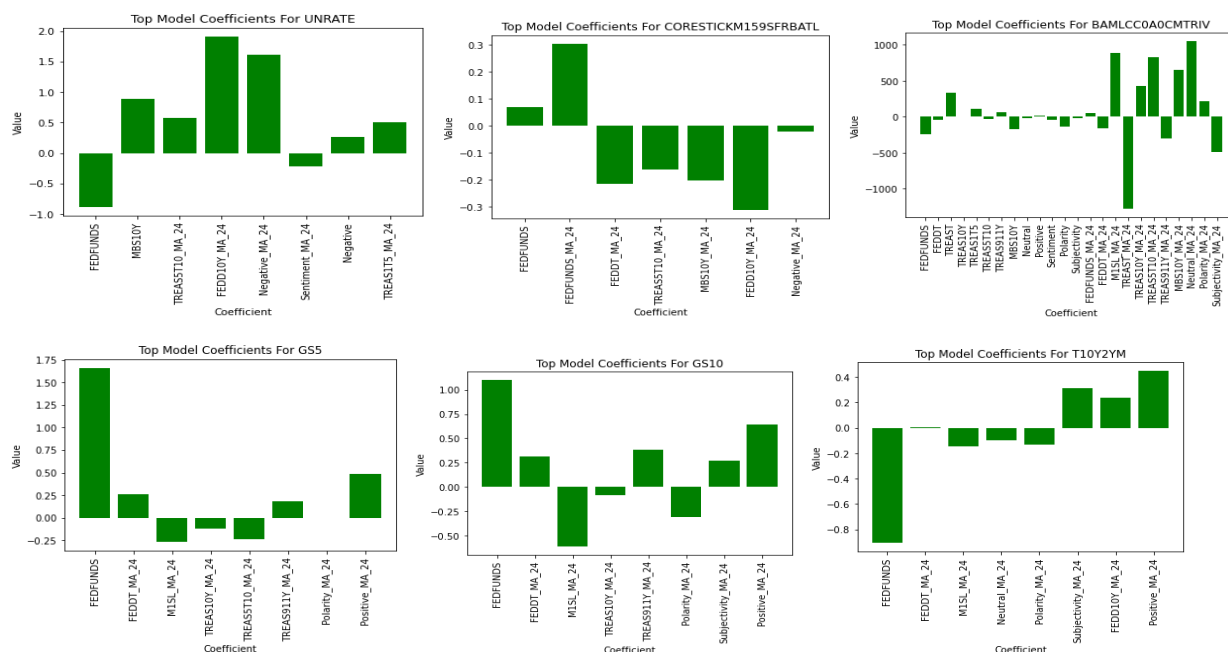 Top Model Coefficients For UNRATE
Value
2.0
1.5
1.0
0.5
0.0
−0.5
−1.0
FEDFUNDS
MBS10Y
TREAS5T10_MA_24
FEDD10Y_MA_24
Negative_MA_24
Sentiment_MA_24
Negative
TREAS1T5_MA_24
Coefficient
Top Model Coefficients For CORESTICKM159SFRBATL
Value
0.3
0.2
0.1
0.0
−0.1
−0.2
−0.3
FEDFUNDS
FEDFUNDS_MA_24
FEDDT_MA_24
TREAS5T10_MA_24
MBS10Y_MA_24
FEDD10Y_MA_24
Negative_MA_24
Coefficient
Top Model Coefficients For BAMLCC0A0CMTRIV
Value
1000
500
0
−500
−1000
FEDFUNDS
FEDDT
TREAST
TREAS10Y
TREAS1T5
TREAS5T10
TREAS911Y
MBS10Y
Neutral
Positive
Sentiment
Polarity
Subjectivity
FEDFUNDS_MA_24
FEDDT_MA_24
M1SL_MA_24
TREAST_MA_24
TREAS10Y_MA_24
TREAS5T10_MA_24
TREAS911Y_MA_24
MBS10Y_MA_24
Neutral_MA_24
Polarity_MA_24
Subjectivity_MA_24
Coefficient
Top Model Coefficients For GS5
Value
1.75
1.50
1.25
1.00
0.75
0.50
0.25
0.00
−0.25
FEDFUNDS
FEDDT_MA_24
M1SL_MA_24
TREAS10Y_MA_24
TREAS5T10_MA_24
TREAS911Y_MA_24
Polarity_MA_24
Positive_MA_24
Coefficient
Top Model Coefficients For GS10
Value
1.00
0.75
0.50
0.25
0.00
−0.25
−0.50
FEDFUNDS
FEDDT_MA_24
M1SL_MA_24
TREAS10Y_MA_24
TREAS911Y_MA_24
Polarity_MA_24
Subjectivity_MA_24
Positive_MA_24
Coefficient
Top Model Coefficients For T10Y2YM
Value
0.4
0.2
0.0
−0.2
−0.4
−0.6
−0.8
FEDFUNDS
FEDDT_MA_24
M1SL_MA_24
Neutral_MA_24
Polarity_MA_24
Subjectivity_MA_24
FEDD10Y_MA_24
Positive_MA_24
Coefficient